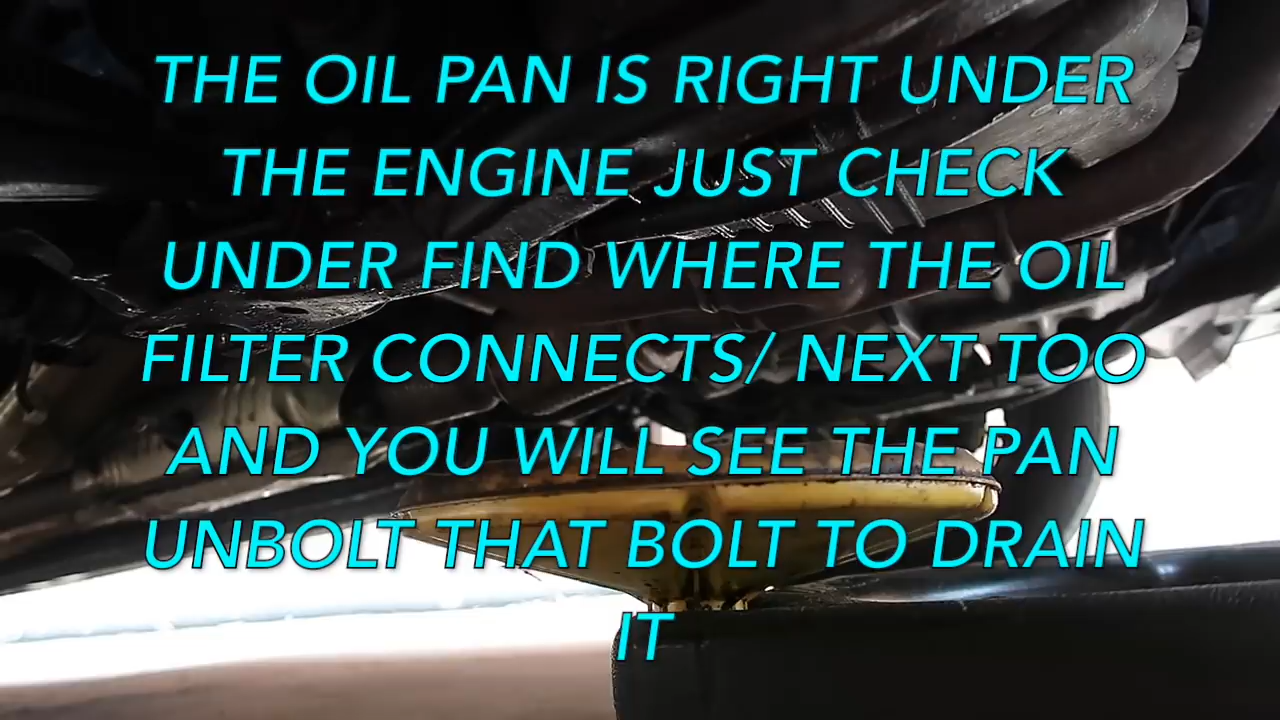 THE OIL PAN IS RIGHT UNDER
THE ENGINE JUST CHECK
UNDER FIND WHERE THE OIL
FILTER CONNECTS/ NEXT TOO
AND YOU WILL SEE THE PAN
UNBOLT THAT BOLT TO DRAIN
IT